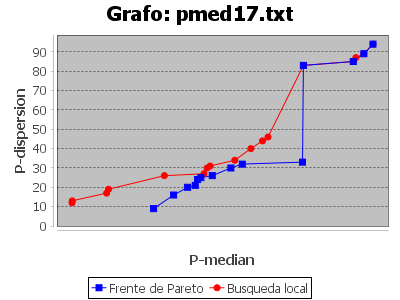 Grafo: pmed17.txt
P-dispersion
90
80
70
60
50
40
30
20
10
0
P-median
Frente de Pareto
Busqueda local